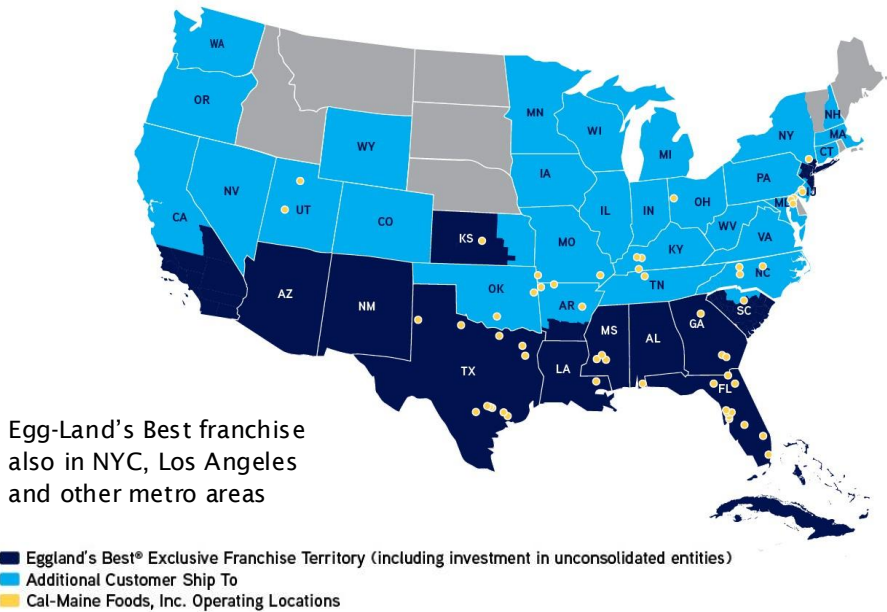 WA
OR
MN
WI
MI
NY
NH
MA
CT
WY
IA
PA
NJ
NV
UT
CO
IL
IN
OH
MD
CA
KS
MO
WV
VA
KY
OK
TN
NC
AZ
NM
AR
SC
MS
AL
GA
TX
LA
FL
Egg-Land's Best franchise
also in NYC, Los Angeles
and other metro areas
Eggland's Best® Exclusive Franchise Territory (including investment in unconsolidated entities)
Additional Customer Ship To
Cal-Maine Foods, Inc. Operating Locations